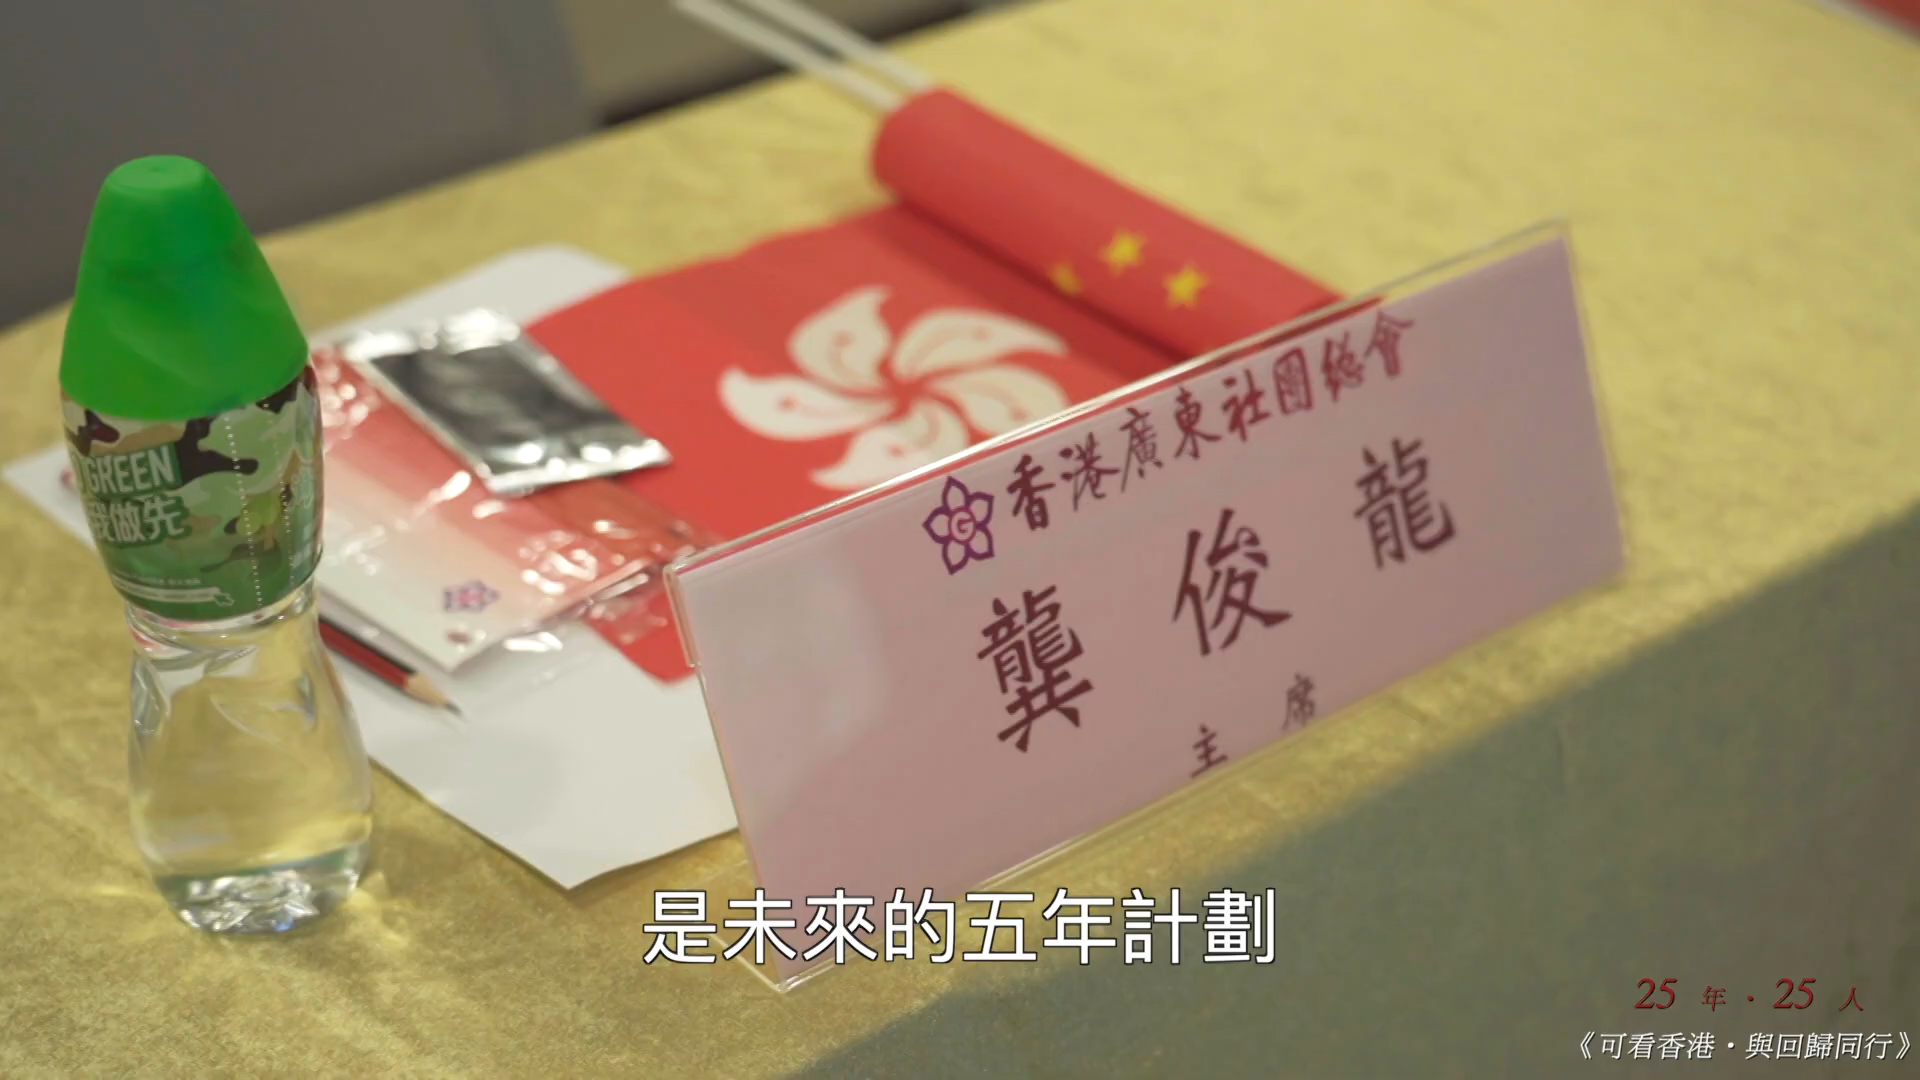 GREEN
我做先
G
香港廣東社團總會
龔俊龍
主席
是未來的五年計劃
25 年 · 25 人
《可看香港·與回歸同行》